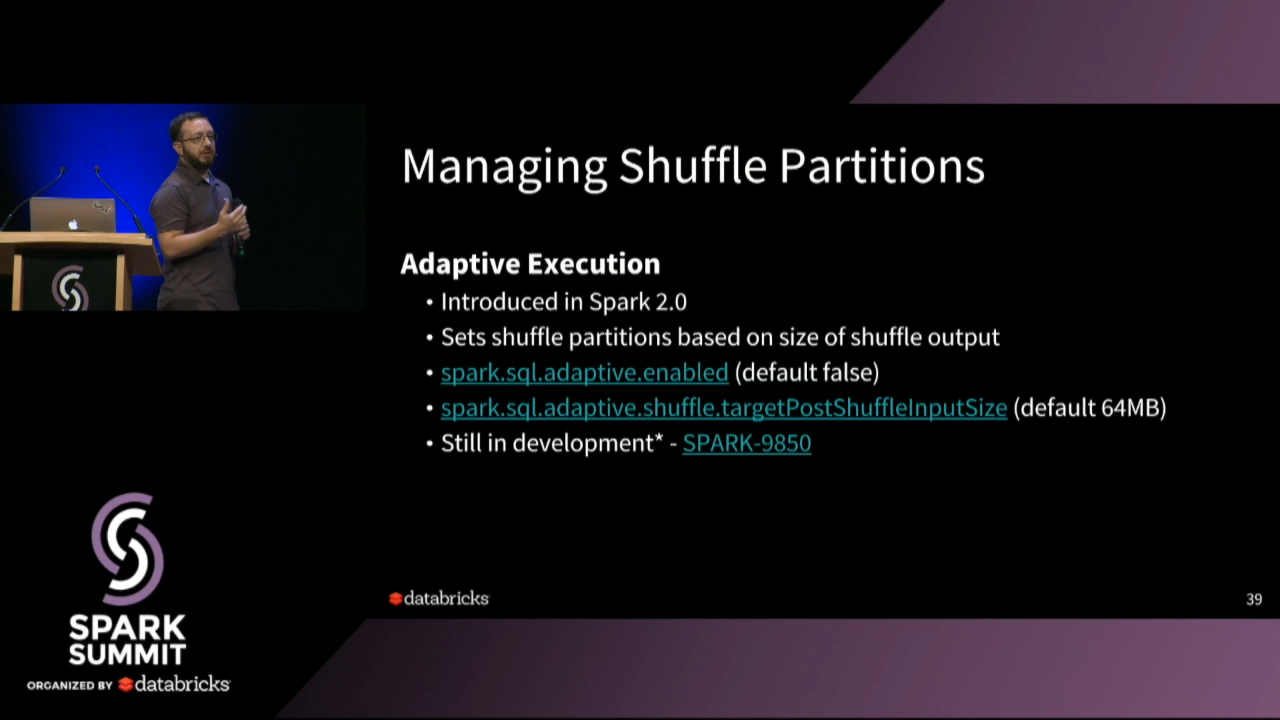 Managing Shuffle Partitions
Adaptive Execution
• Introduced in Spark 2.0
• Sets shuffle partitions based on size of shuffle output
• spark.sql.adaptive.enabled (default false)
• spark.sql.adaptive.shuffle.targetPostShuffleInputSize (default 64MB)
• Still in development* - SPARK-9850
databricks
39
SPARK
SUMMIT
ORGANIZED BY databricks